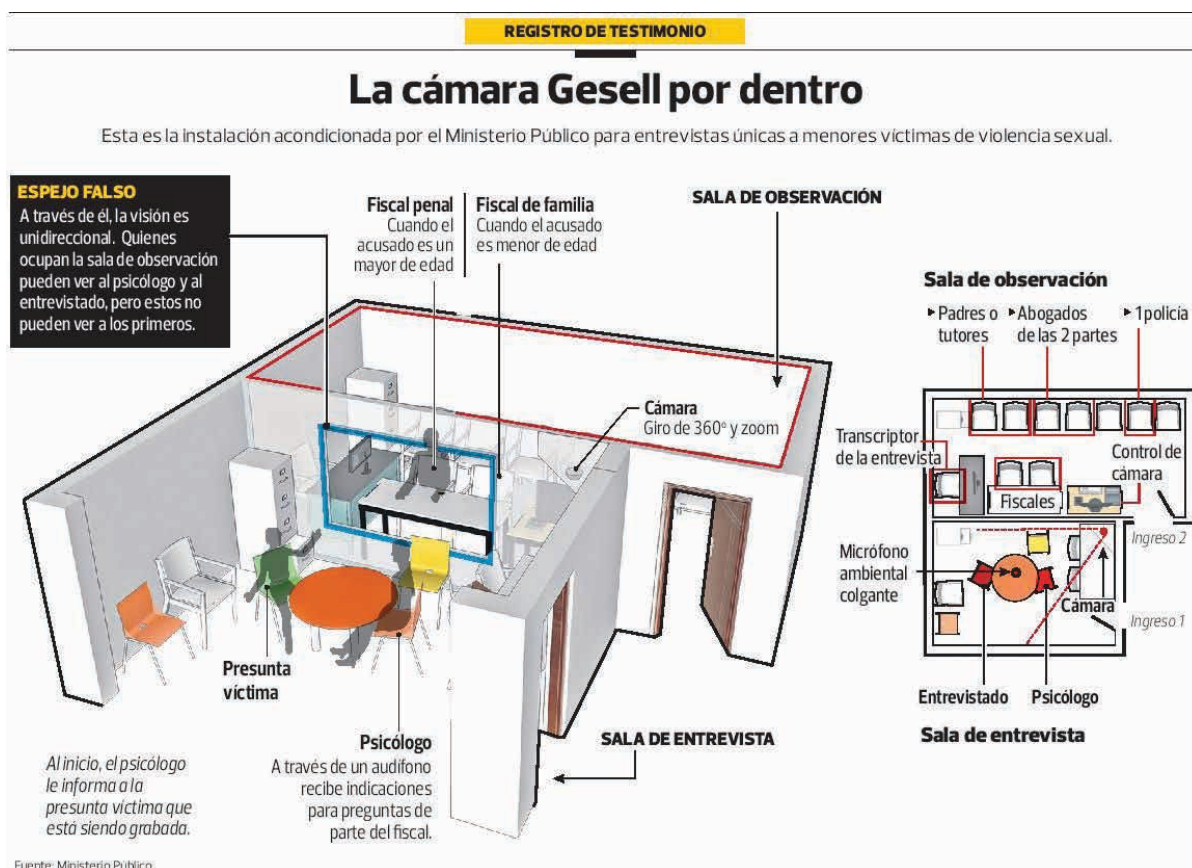 REGISTRO DE TESTIMONIO
La cámara Gesell por dentro
Esta es la instalación acondicionada por el Ministerio Público para entrevistas únicas a menores víctimas de violencia sexual.
ESPEJO FALSO
A través de él, la visión es
unidireccional. Quienes
ocupan la sala de observación
pueden ver al psicólogo y al
entrevistado, pero estos no
pueden ver a los primeros.
Fiscal penal
Cuando el
acusado es un
mayor de edad
Fiscal de familia
Cuando el acusado
es menor de edad
SALA DE OBSERVACIÓN
Cámara
Giro de 360° y zoom
Presunta
víctima
Psicólogo
A través de un audífono
recibe indicaciones
para preguntas de
parte del fiscal.
SALA DE ENTREVISTA
Al inicio, el psicólogo
le informa a la
presunta víctima que
está siendo grabada.
Sala de observación
Padres o
tutores
Abogados
de las 2 partes
1 policía
Transcriptor
de la entrevista
Control de
cámara
Fiscales
Ingreso 2
Micrófono
ambiental
colgante
Cámara
Ingreso 1
Entrevistado
Psicólogo
Sala de entrevista
Fuente: Ministerio Público